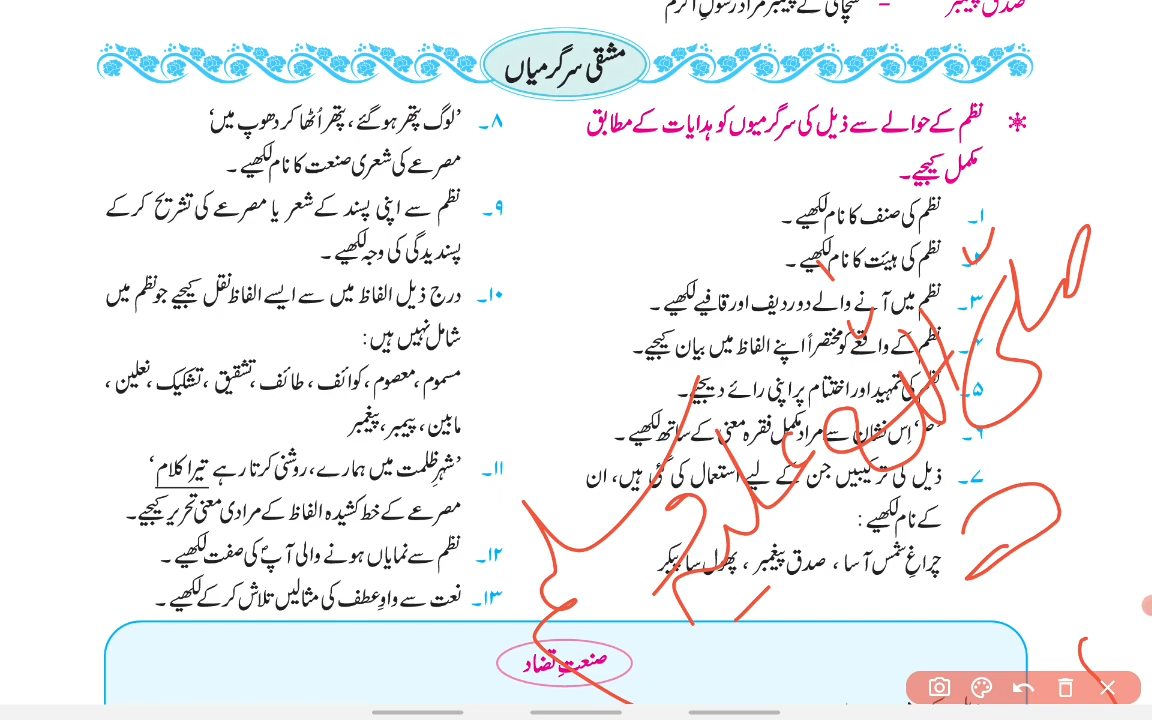 صدق پیغمبر - سچائی کے پیغمبر مراد رسولِ اکرم
مشقی سرگرمیاں
نظم کے حوالے سے ذیل کی سرگرمیوں کو ہدایات کے مطابق
مکمل کیجیے۔
۱۔ نظم کی صنف کا نام لکھیے۔
۲۔ نظم کی ہیئت کا نام لکھیے۔
۳۔ نظم میں آنے والے دو ردیف اور قافیے لکھیے۔
۴۔ نظم کے واقعے کو مختصراً اپنے الفاظ میں بیان کیجیے۔
۵۔ نظم کی تمہید اور اختتام پر اپنی رائے دیجیے۔
۶۔ ’ ؐ ‘ اِس نشان سے مراد مکمل فقرہ معنی کے ساتھ لکھیے۔
۷۔ ذیل کی ترکیبیں جن کے لیے استعمال کی گئی ہیں، ان
کے نام لکھیے :
چراغِ شمس آسا ، صدق پیغمبر ، پھول سا پیکر
۸۔ ’لوگ پتھر ہو گئے ، پتھر اُٹھا کر دھوپ میں‘
مصرعے کی شعری صنعت کا نام لکھیے۔
۹۔ نظم سے اپنی پسند کے شعر یا مصرعے کی تشریح کر کے
پسندیدگی کی وجہ لکھیے۔
۱۰۔ درج ذیل الفاظ میں سے ایسے الفاظ نقل کیجیے جو نظم میں
شامل نہیں ہیں :
مسموم ، معصوم ، کوائف ، طائف ، تشقیق ، تشکیک ، نعلین ،
مابین ، پیمبر ، پیغمبر
۱۱۔ ’شہرِ ظلمت میں ہمارے ، روشنی کرتا رہے تیرا کلام‘
مصرعے کے خط کشیدہ الفاظ کے مرادی معنی تحریر کیجیے۔
۱۲۔ نظم سے نمایاں ہونے والی آپؐ کی صفت لکھیے۔
۱۳۔ نعت سے واوِ عطف کی مثالیں تلاش کر کے لکھیے۔
صنعتِ تضاد
صلی اللہ علیہ وسلم